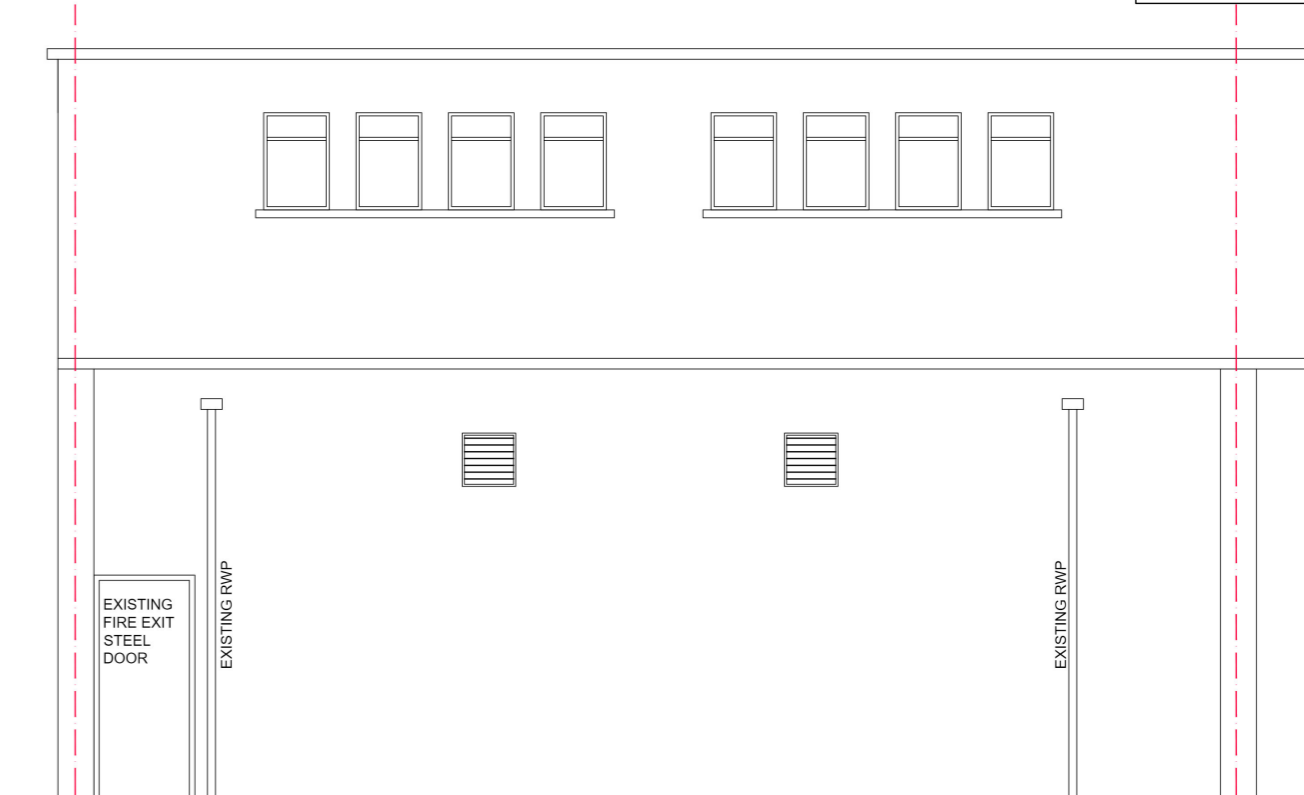 EXISTING
FIRE EXIT
STEEL
DOOR
EXISTING RWP
EXISTING RWP